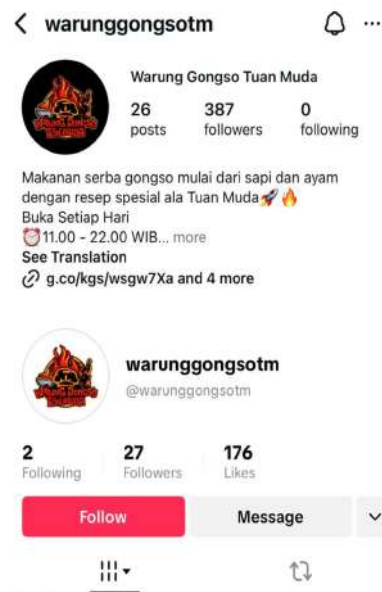 warunggongsotm
Warung Gongso Tuan Muda
26 387 0
posts followers following
Makanan serba gongso mulai dari sapi dan ayam
dengan resep spesial ala Tuan Muda🚀🔥
Buka Setiap Hari
⏰11.00 - 22.00 WIB... more
See Translation
g.co/kgs/wsgw7Xa and 4 more
warunggongsotm
@warunggongsotm
2 27 176
Following Followers Likes
Follow Message